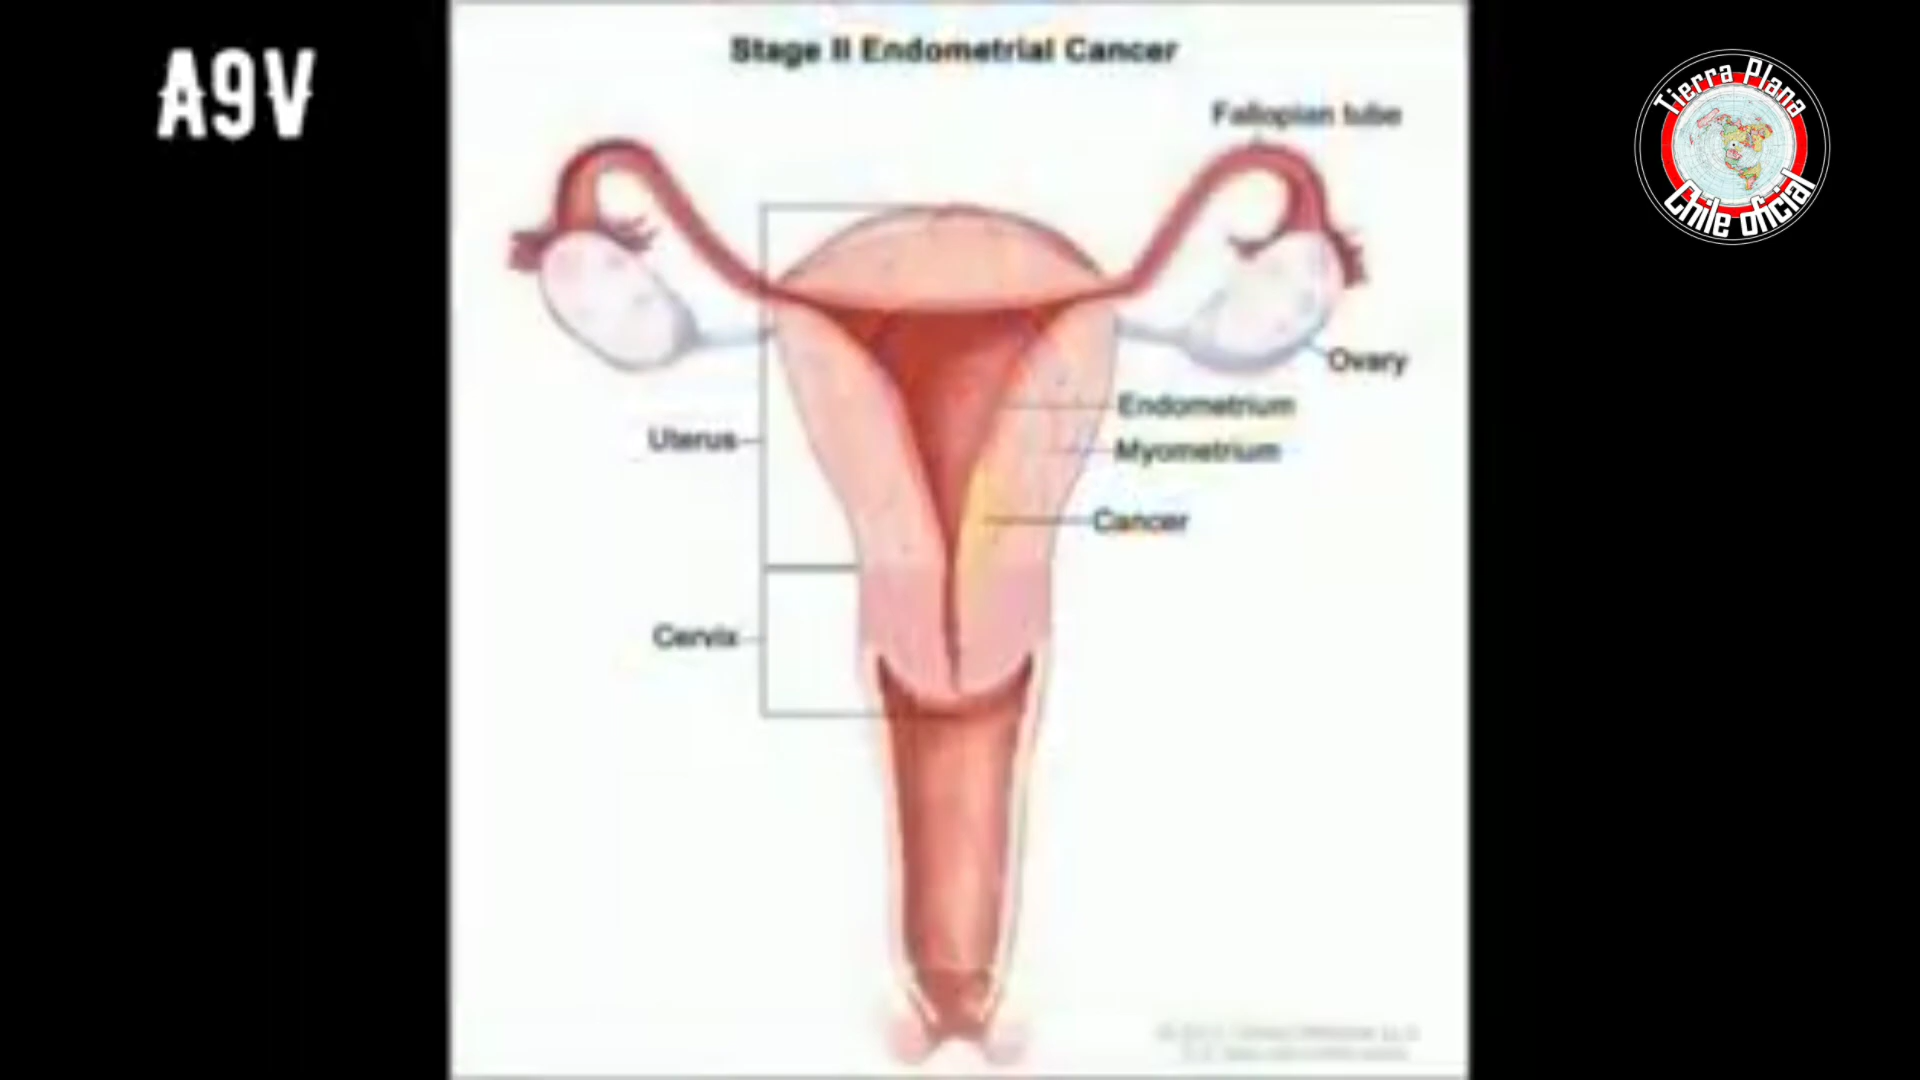 A9V
Stage II Endometrial Cancer
Tierra Plana
Chile oficial
Fallopian tube
Ovary
Endometrium
Myometrium
Uterus
Cancer
Cervix